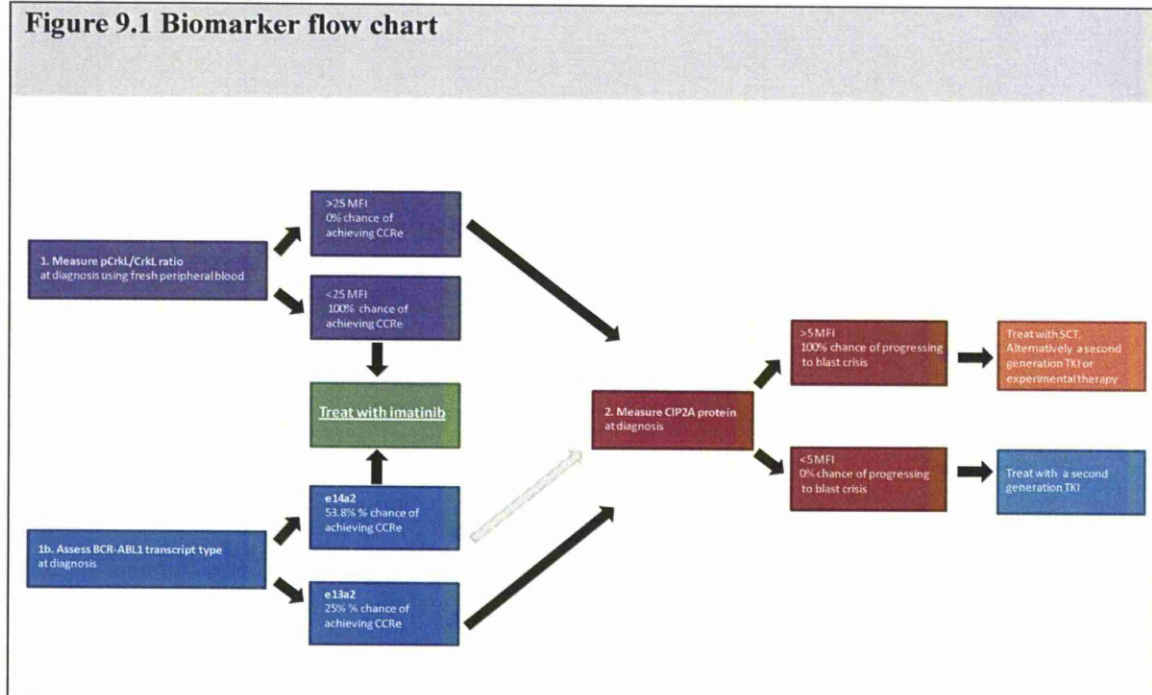 Figure 9.1 Biomarker flow chart
>25 MFI
0% chance of
achieving CCRe
1. Measure pCrkL/CrkL ratio
at diagnosis using fresh peripheral blood
<25 MFI
100% chance of
achieving CCRe
Treat with imatinib
e14a2
53.8% % chance of
achieving CCRe
1b. Assess BCR-ABL1 transcript type
at diagnosis
e13a2
25% % chance of
achieving CCRe
2. Measure CIP2A protein
at diagnosis
>5 MFI
100% chance of progressing
to blast crisis
Treat with SCT.
Alternatively a second
generation TKI or
experimental therapy
<5 MFI
0% chance of progressing
to blast crisis
Treat with a second
generation TKI